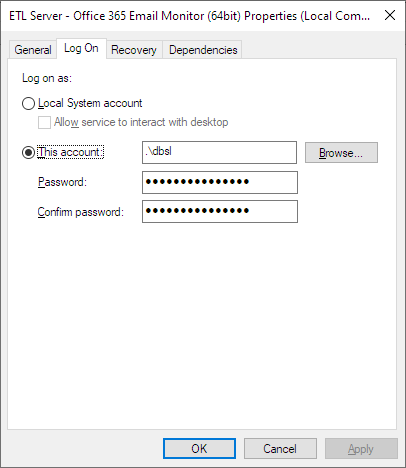 ETL Server - Office 365 Email Monitor (64bit) Properties (Local Com...
General Log On Recovery Dependencies
Log on as:
Local System account
Allow service to interact with desktop
This account: .\dbsl Browse...
Password: ●●●●●●●●●●●●●●●
Confirm password: ●●●●●●●●●●●●●●●
OK Cancel Apply